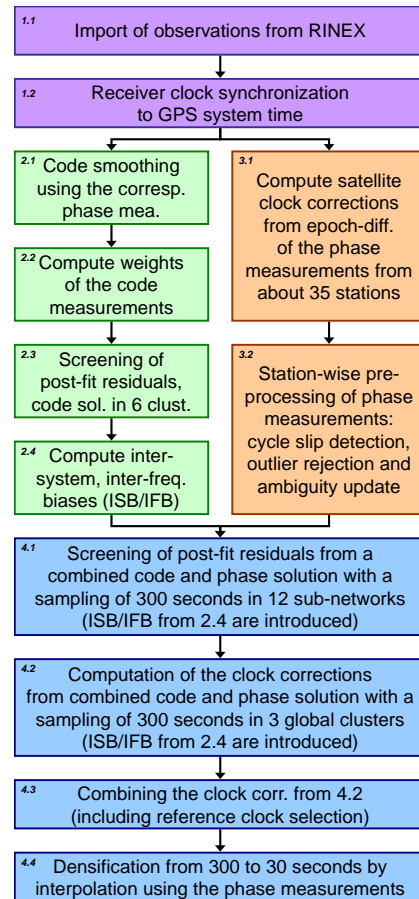 1.1
Import of observations from RINEX
1.2
Receiver clock synchronization
to GPS system time
2.1
Code smoothing
using the corresp.
phase mea.
2.2
Compute weights
of the code
measurements
2.3
Screening of
post-fit residuals,
code sol. in 6 clust.
2.4
Compute inter-
system, inter-freq.
biases (ISB/IFB)
3.1
Compute satellite
clock corrections
from epoch-diff.
of the phase
measurements from
about 35 stations
3.2
Station-wise pre-
processing of phase
measurements:
cycle slip detection,
outlier rejection and
ambiguity update
4.1
Screening of post-fit residuals from a
combined code and phase solution with a
sampling of 300 seconds in 12 sub-networks
(ISB/IFB from 2.4 are introduced)
4.2
Computation of the clock corrections
from combined code and phase solution with a
sampling of 300 seconds in 3 global clusters
(ISB/IFB from 2.4 are introduced)
4.3
Combining the clock corr. from 4.2
(including reference clock selection)
4.4
Densification from 300 to 30 seconds by
interpolation using the phase measurements